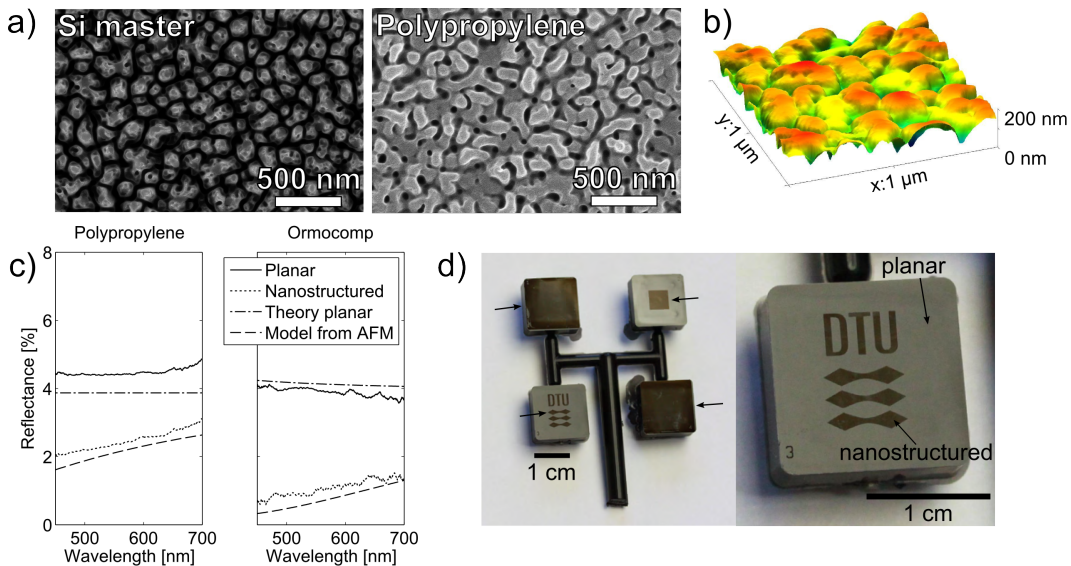 a)
Si master
500 nm
Polypropylene
500 nm
b)
200 nm
0 nm
y:1 µm
x:1 µm
c)
Polypropylene
Ormocomp
Reflectance [%]
8
6
4
2
0
Planar
Nanostructured
Theory planar
Model from AFM
500
600
700
Wavelength [nm]
500
600
700
Wavelength [nm]
d)
DTU
1 cm
planar
DTU
nanostructured
3
1 cm